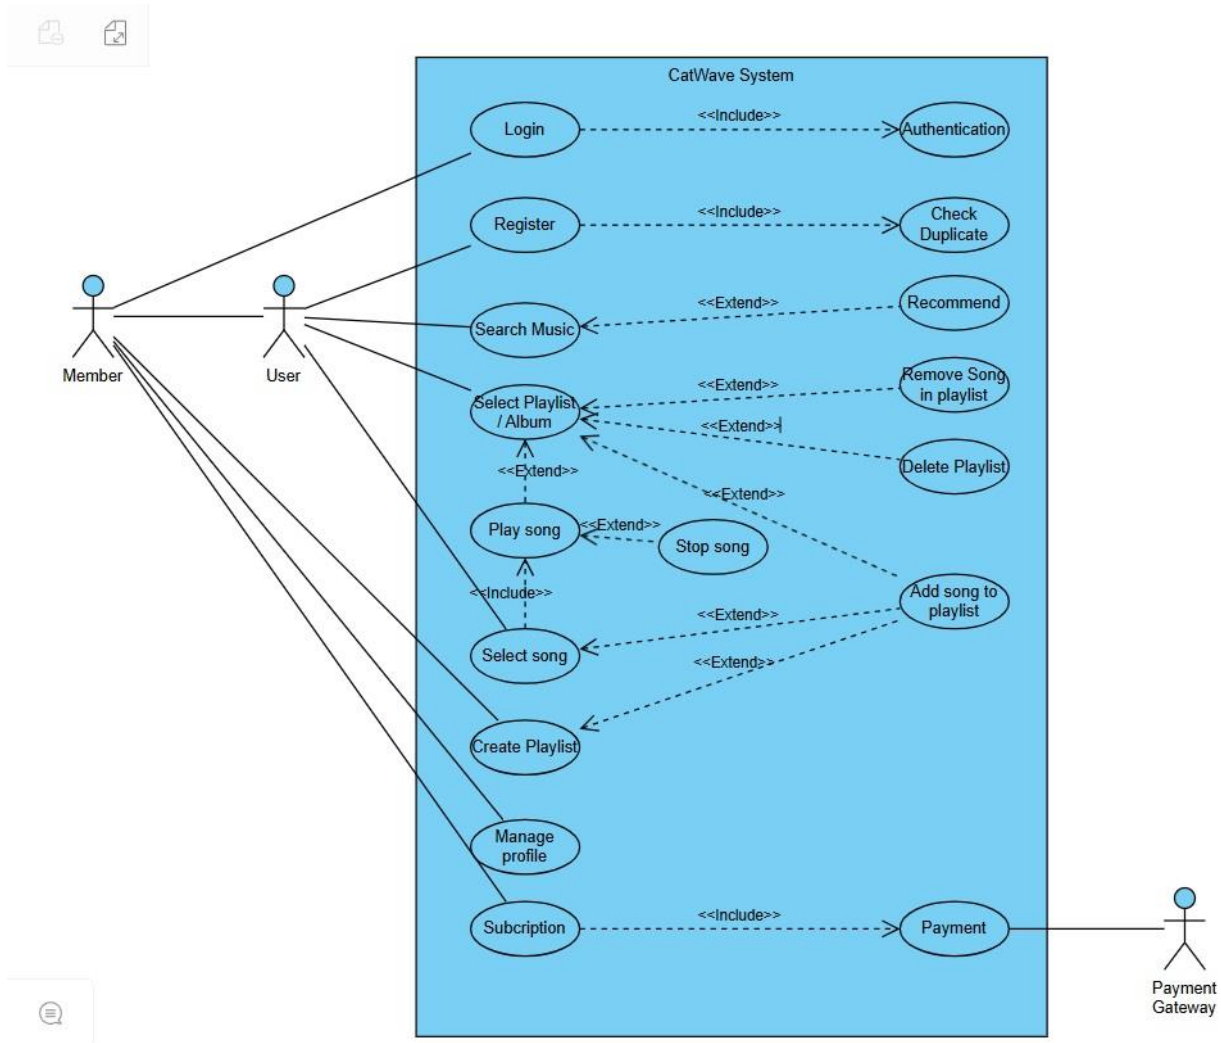 CatWave System
Login
<<Include>>
Authentication
Register
<<Include>>
Check
Duplicate
Search Music
<<Extend>>
Recommend
Member
User
Select Playlist
/ Album
<<Extend>>
Remove Song
in playlist
<<Extend>>
Delete Playlist
<<Extend>>
<<Extend>>
Play song
<<Extend>>
Stop song
<<Include>>
Add song to
playlist
<<Extend>>
Select song
<<Extend>>
Create Playlist
Manage
profile
Subcription
<<Include>>
Payment
Payment
Gateway